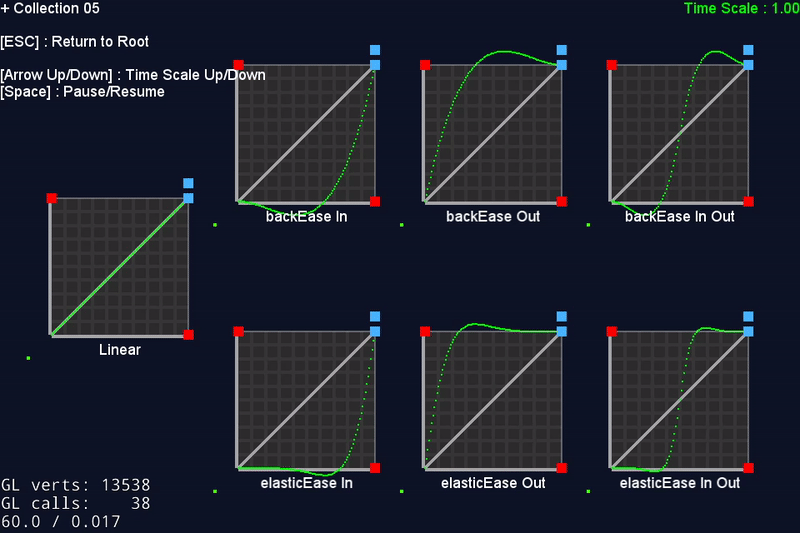 + Collection 05
Time Scale : 1.00
[ESC] : Return to Root
[Arrow Up/Down] : Time Scale Up/Down
[Space] : Pause/Resume
backEase In
backEase Out
backEase In Out
Linear
elasticEase In
elasticEase Out
elasticEase In Out
GL verts: 13538
GL calls: 38
60.0 / 0.017